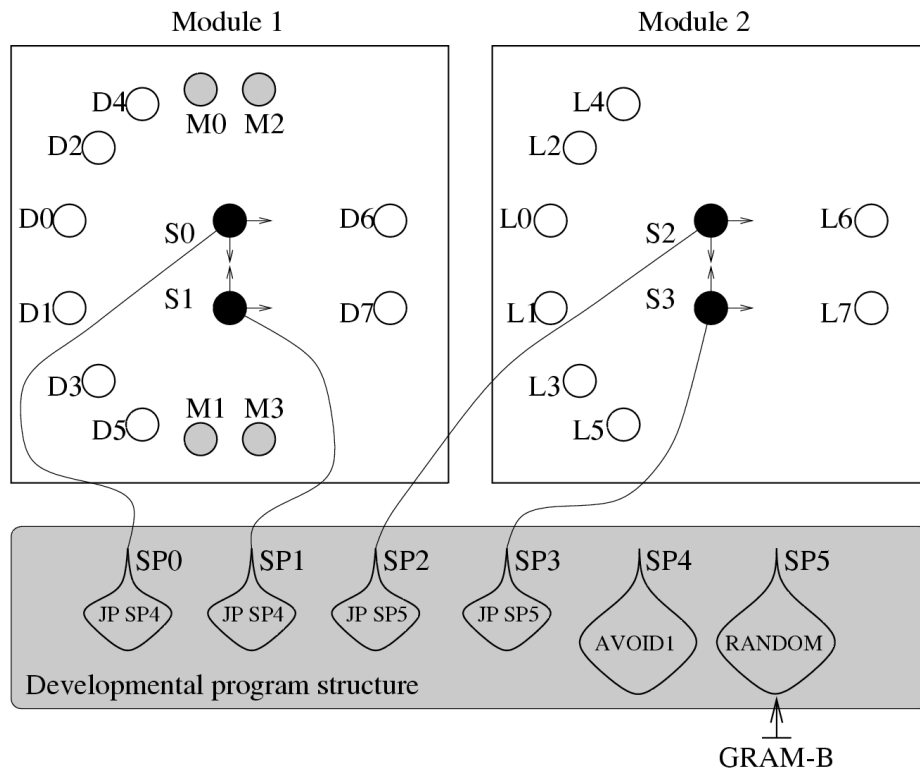 Module 1
Module 2
D4
M0 M2
L4
D2
L2
D0
S0
D6
L0
S2
L6
D1
S1
D7
L1
S3
L7
D3
M1 M3
L3
D5
L5
SP0 SP1 SP2 SP3 SP4 SP5
JP SP4 JP SP4 JP SP5 JP SP5
AVOID1 RANDOM
Developmental program structure
GRAM-B